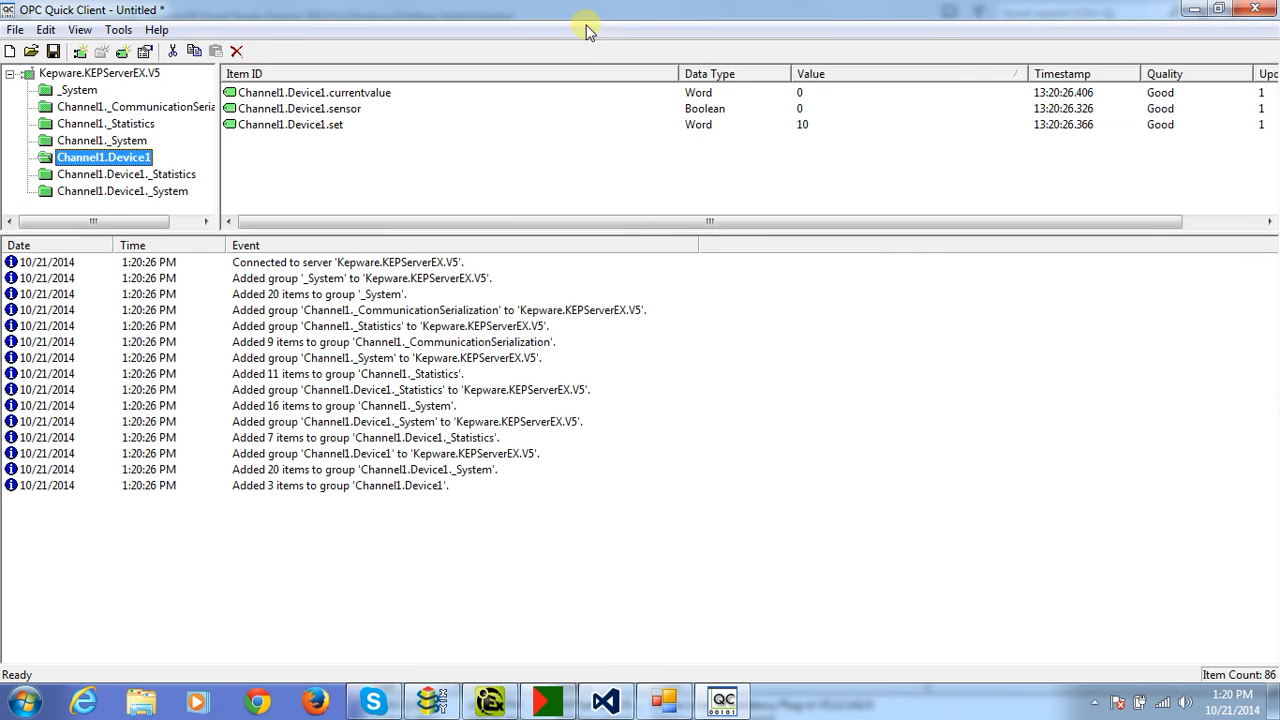 OPC Quick Client - Untitled *
File Edit View Tools Help
Kepware.KEPServerEX.V5
_System
Channel1._CommunicationSeria
Channel1._Statistics
Channel1._System
Channel1.Device1
Channel1.Device1._Statistics
Channel1.Device1._System
Item ID Data Type Value Timestamp Quality Upc
Channel1.Device1.currentvalue Word 0 13:20:26.406 Good 1
Channel1.Device1.sensor Boolean 0 13:20:26.326 Good 1
Channel1.Device1.set Word 10 13:20:26.366 Good 1
Date Time Event
10/21/2014 1:20:26 PM Connected to server 'Kepware.KEPServerEX.V5'.
10/21/2014 1:20:26 PM Added group '_System' to 'Kepware.KEPServerEX.V5'.
10/21/2014 1:20:26 PM Added 20 items to group '_System'.
10/21/2014 1:20:26 PM Added group 'Channel1._CommunicationSerialization' to 'Kepware.KEPServerEX.V5'.
10/21/2014 1:20:26 PM Added group 'Channel1._Statistics' to 'Kepware.KEPServerEX.V5'.
10/21/2014 1:20:26 PM Added 9 items to group 'Channel1._CommunicationSerialization'.
10/21/2014 1:20:26 PM Added group 'Channel1._System' to 'Kepware.KEPServerEX.V5'.
10/21/2014 1:20:26 PM Added 11 items to group 'Channel1._Statistics'.
10/21/2014 1:20:26 PM Added group 'Channel1.Device1._Statistics' to 'Kepware.KEPServerEX.V5'.
10/21/2014 1:20:26 PM Added 16 items to group 'Channel1._System'.
10/21/2014 1:20:26 PM Added group 'Channel1.Device1._System' to 'Kepware.KEPServerEX.V5'.
10/21/2014 1:20:26 PM Added 7 items to group 'Channel1.Device1._Statistics'.
10/21/2014 1:20:26 PM Added group 'Channel1.Device1' to 'Kepware.KEPServerEX.V5'.
10/21/2014 1:20:26 PM Added 20 items to group 'Channel1.Device1._System'.
10/21/2014 1:20:26 PM Added 3 items to group 'Channel1.Device1'.
Ready Item Count: 86
QC
00101
1:20 PM
10/21/2014